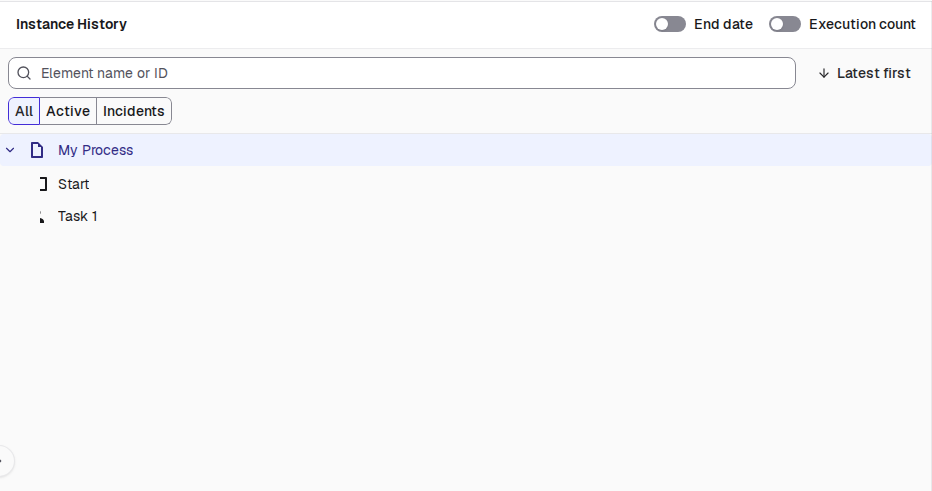 Instance History
End date
Execution count
Element name or ID
Latest first
All
Active
Incidents
My Process
Start
Task 1